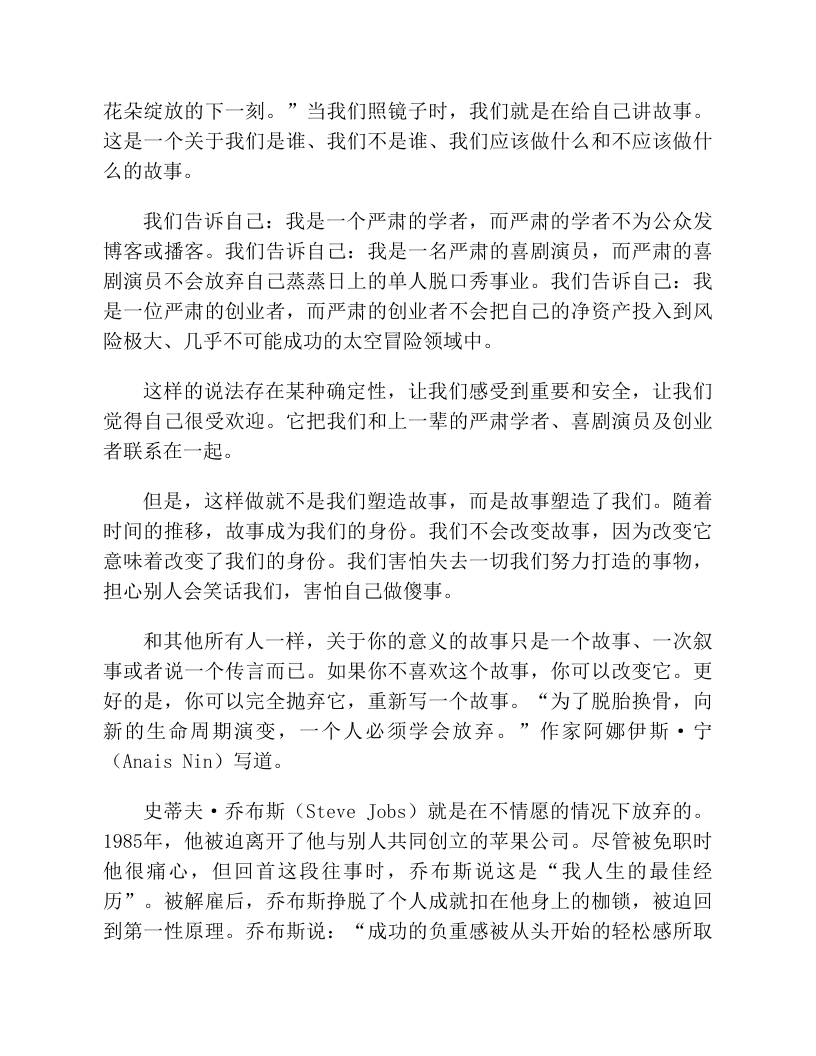 花朵绽放的下一刻。”当我们照镜子时，我们就是在给自己讲故事。
这是一个关于我们是谁、我们不是谁、我们应该做什么和不应该做什
么的故事。
我们告诉自己：我是一个严肃的学者，而严肃的学者不为公众发
博客或播客。我们告诉自己：我是一名严肃的喜剧演员，而严肃的喜
剧演员不会放弃自己蒸蒸日上的单人脱口秀事业。我们告诉自己：我
是一位严肃的创业者，而严肃的创业者不会把自己的净资产投入到风
险极大、几乎不可能成功的太空冒险领域中。
这样的说法存在某种确定性，让我们感受到重要和安全，让我们
觉得自己很受欢迎。它把我们和上一辈的严肃学者、喜剧演员及创业
者联系在一起。
但是，这样做就不是我们塑造故事，而是故事塑造了我们。随着
时间的推移，故事成为我们的身份。我们不会改变故事，因为改变它
意味着改变了我们的身份。我们害怕失去一切我们努力打造的事物，
担心别人会笑话我们，害怕自己做傻事。
和其他所有人一样，关于你的意义的故事只是一个故事、一次叙
事或者说一个传言而已。如果你不喜欢这个故事，你可以改变它。更
好的是，你可以完全抛弃它，重新写一个故事。“为了脱胎换骨，向
新的生命周期演变，一个人必须学会放弃。”作家阿娜伊斯·宁
（Anais Nin）写道。
史蒂夫·乔布斯（Steve Jobs）就是在不情愿的情况下放弃的。
1985年，他被迫离开了他与别人共同创立的苹果公司。尽管被免职时
他很痛心，但回首这段往事时，乔布斯说这是“我人生的最佳经
历”。被解雇后，乔布斯挣脱了个人成就扣在他身上的枷锁，被迫回
到第一性原理。乔布斯说：“成功的负重感被从头开始的轻松感所取